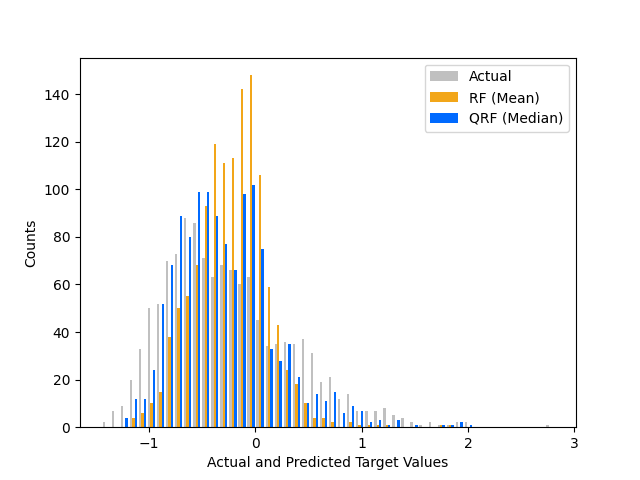 Actual
RF (Mean)
QRF (Median)
140
120
100
80
60
40
20
0
Counts
−1 0 1 2 3
Actual and Predicted Target Values